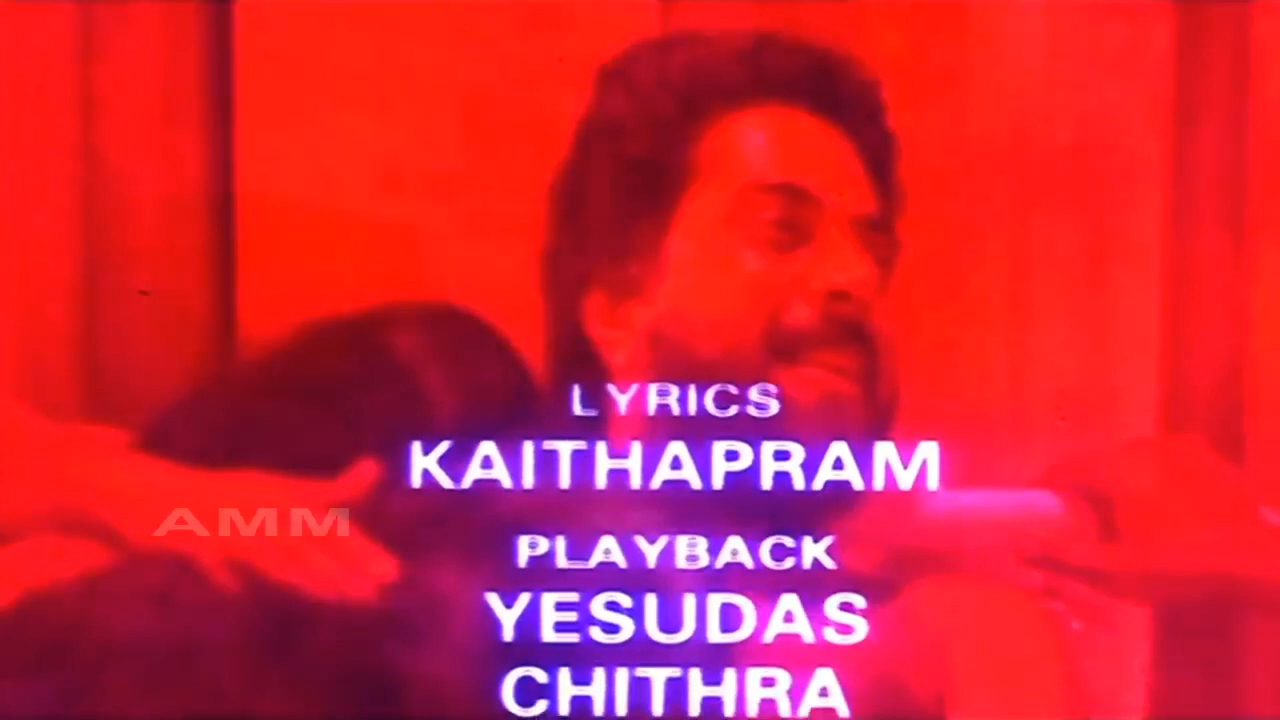 LYRICS
KAITHAPRAM
AMM
PLAYBACK
YESUDAS
CHITHRA